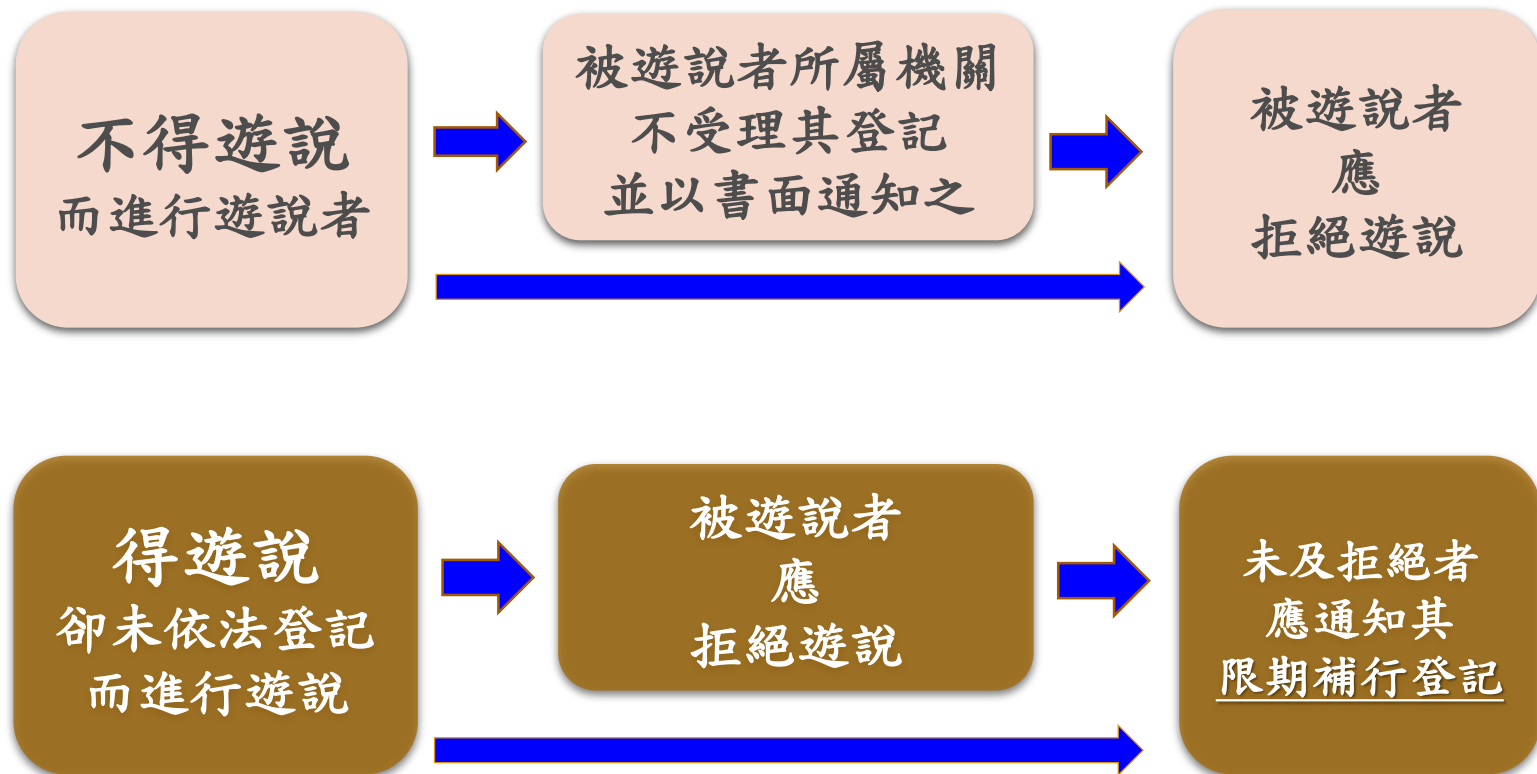 不得遊說
而進行遊說者
被遊說者所屬機關
不受理其登記
並以書面通知之
被遊說者
應
拒絕遊說
得遊說
卻未依法登記
而進行遊說
被遊說者
應
拒絕遊說
未及拒絕者
應通知其
限期補行登記